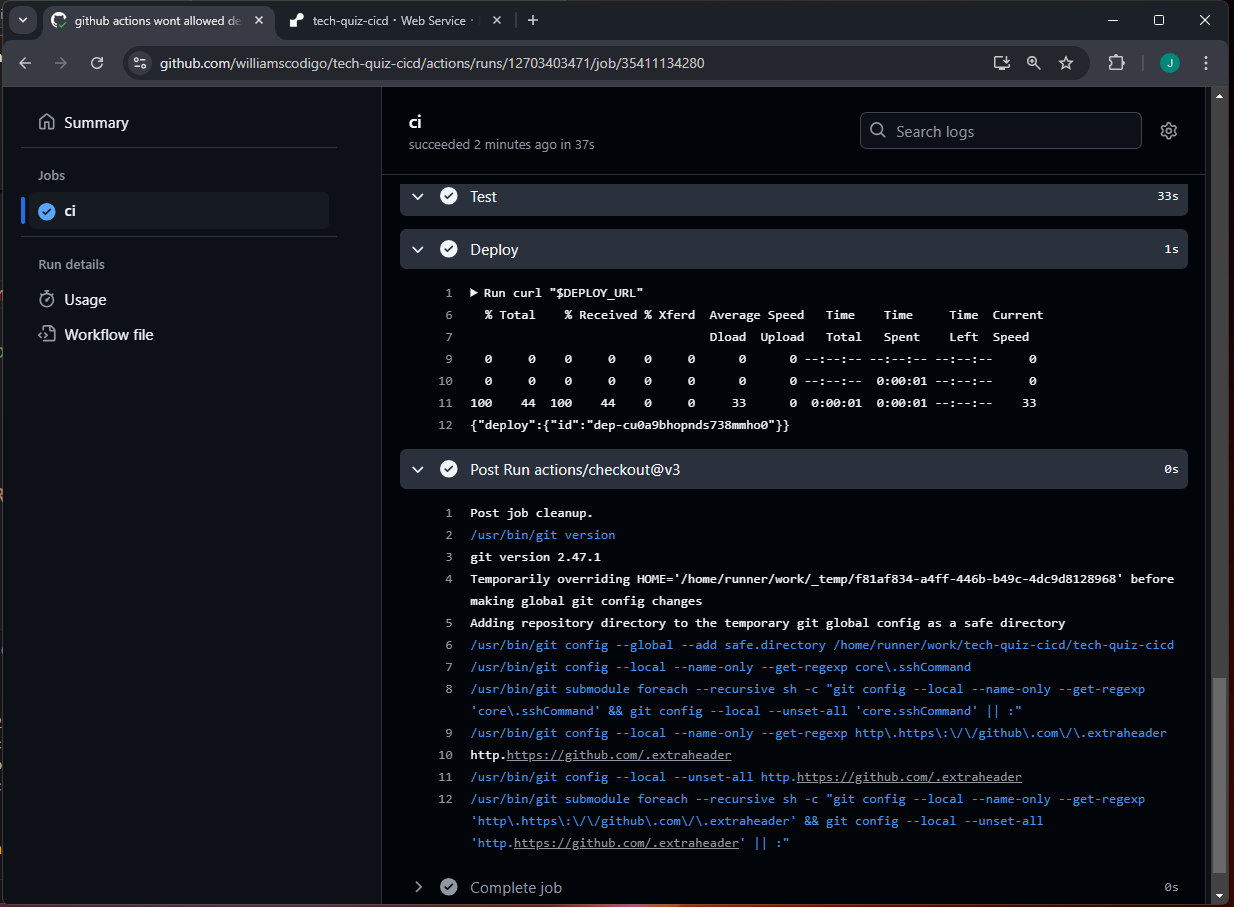 github actions wont allowed de
tech-quiz-cicd · Web Service ·
github.com/williamscodigo/tech-quiz-cicd/actions/runs/12703403471/job/35411134280
J
Summary
Jobs
ci
Run details
Usage
Workflow file
ci
succeeded 2 minutes ago in 37s
Search logs
Test 33s
Deploy 1s
1 Run curl "$DEPLOY_URL"
6 % Total % Received % Xferd Average Speed Time Time Time Current
7 Dload Upload Total Spent Left Speed
9 0 0 0 0 0 0 0 0 --:--:-- --:--:-- --:--:-- 0
10 0 0 0 0 0 0 0 0 --:--:-- 0:00:01 --:--:-- 0
11 100 44 100 44 0 0 33 0 0:00:01 0:00:01 --:--:-- 33
12 {"deploy":{"id":"dep-cu0a9bhopnds738mmho0"}}
Post Run actions/checkout@v3 0s
1 Post job cleanup.
2 /usr/bin/git version
3 git version 2.47.1
4 Temporarily overriding HOME='/home/runner/work/_temp/f81af834-a4ff-446b-b49c-4dc9d8128968' before
making global git config changes
5 Adding repository directory to the temporary git global config as a safe directory
6 /usr/bin/git config --global --add safe.directory /home/runner/work/tech-quiz-cicd/tech-quiz-cicd
7 /usr/bin/git config --local --name-only --get-regexp core\.sshCommand
8 /usr/bin/git submodule foreach --recursive sh -c "git config --local --name-only --get-regexp
'core\.sshCommand' && git config --local --unset-all 'core.sshCommand' || :"
9 /usr/bin/git config --local --name-only --get-regexp http\.https\:\/\/github\.com\/\.extraheader
10 http.https://github.com/.extraheader
11 /usr/bin/git config --local --unset-all http.https://github.com/.extraheader
12 /usr/bin/git submodule foreach --recursive sh -c "git config --local --name-only --get-regexp
'http\.https\:\/\/github\.com\/\.extraheader' && git config --local --unset-all
'http.https://github.com/.extraheader' || :"
Complete job 0s